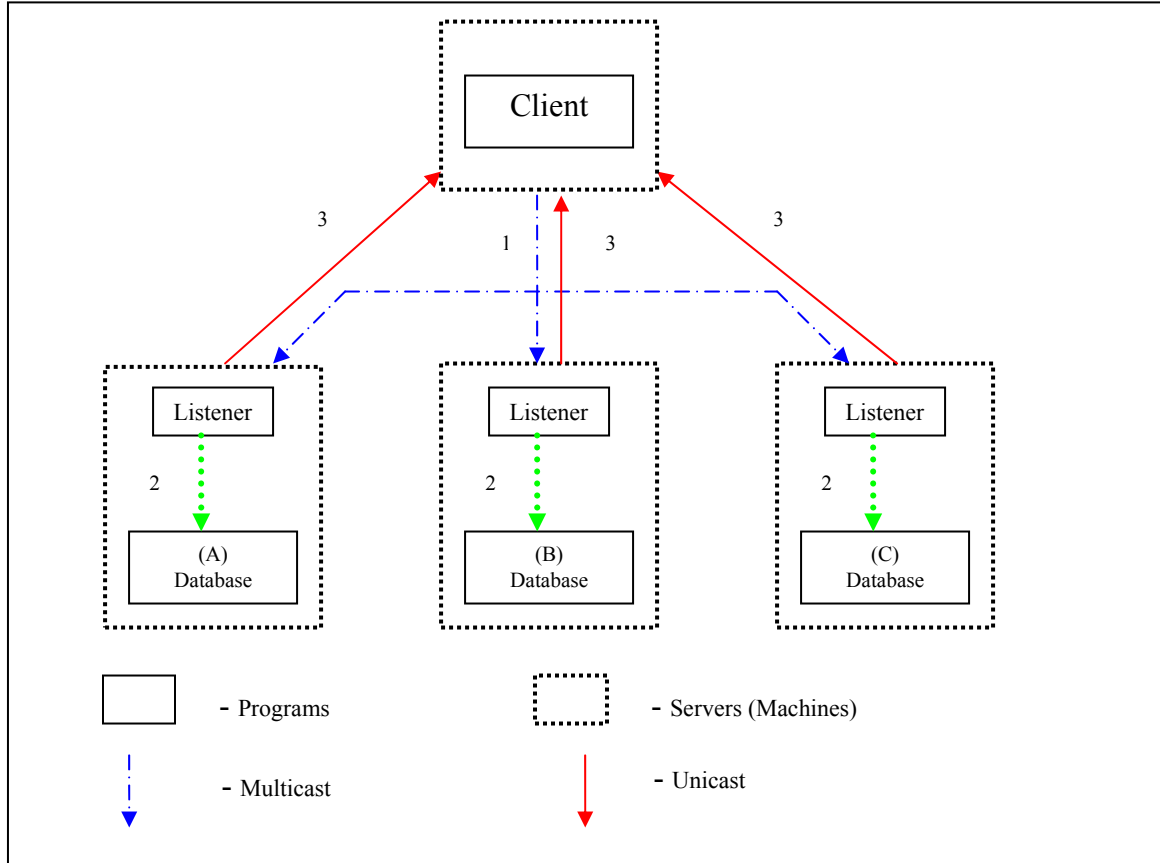 Client
3
1
3
3
Listener
Listener
Listener
2
2
2
(A)
Database
(B)
Database
(C)
Database
- Programs
- Servers (Machines)
- Multicast
- Unicast